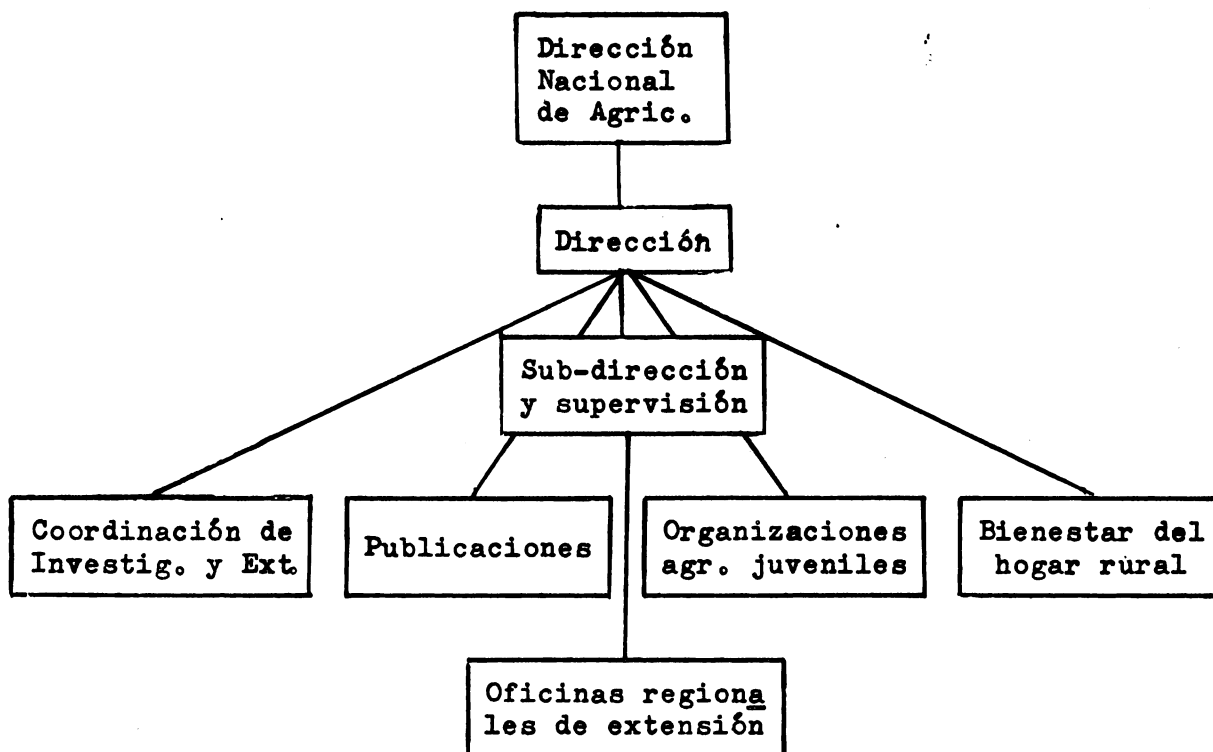 Dirección
Nacional
de Agric.
Dirección
Sub-dirección
y supervisión
Coordinación de
Investig. y Ext.
Publicaciones
Organizaciones
agr. juveniles
Bienestar del
hogar rural
Oficinas regiona
les de extensión